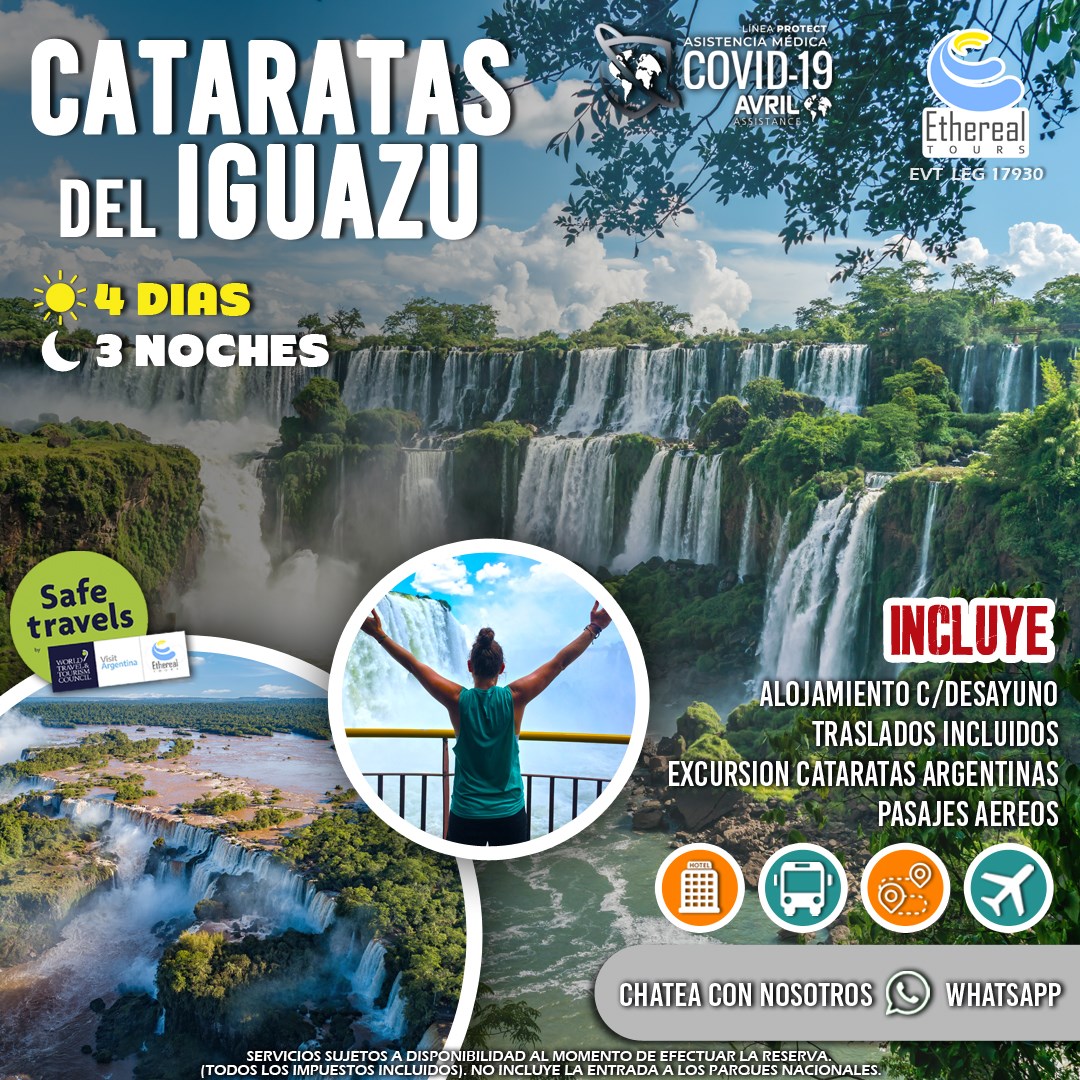 CATARATAS
DEL IGUAZU
4 DIAS
3 NOCHES
LÍNEA PROTECT
ASISTENCIA MÉDICA
COVID-19
AVRIL
ASSISTANCE
Ethereal
TOURS
EVT LEG 17930
Safe
travels
by
WORLD
TRAVEL &
TOURISM
COUNCIL
Visit
Argentina
Ethereal
TOURS
INCLUYE
ALOJAMIENTO C/DESAYUNO
TRASLADOS INCLUIDOS
EXCURSION CATARATAS ARGENTINAS
PASAJES AEREOS
HOTEL
CHATEA CON NOSOTROS WHATSAPP
SERVICIOS SUJETOS A DISPONIBILIDAD AL MOMENTO DE EFECTUAR LA RESERVA.
(TODOS LOS IMPUESTOS INCLUIDOS). NO INCLUYE LA ENTRADA A LOS PARQUES NACIONALES.